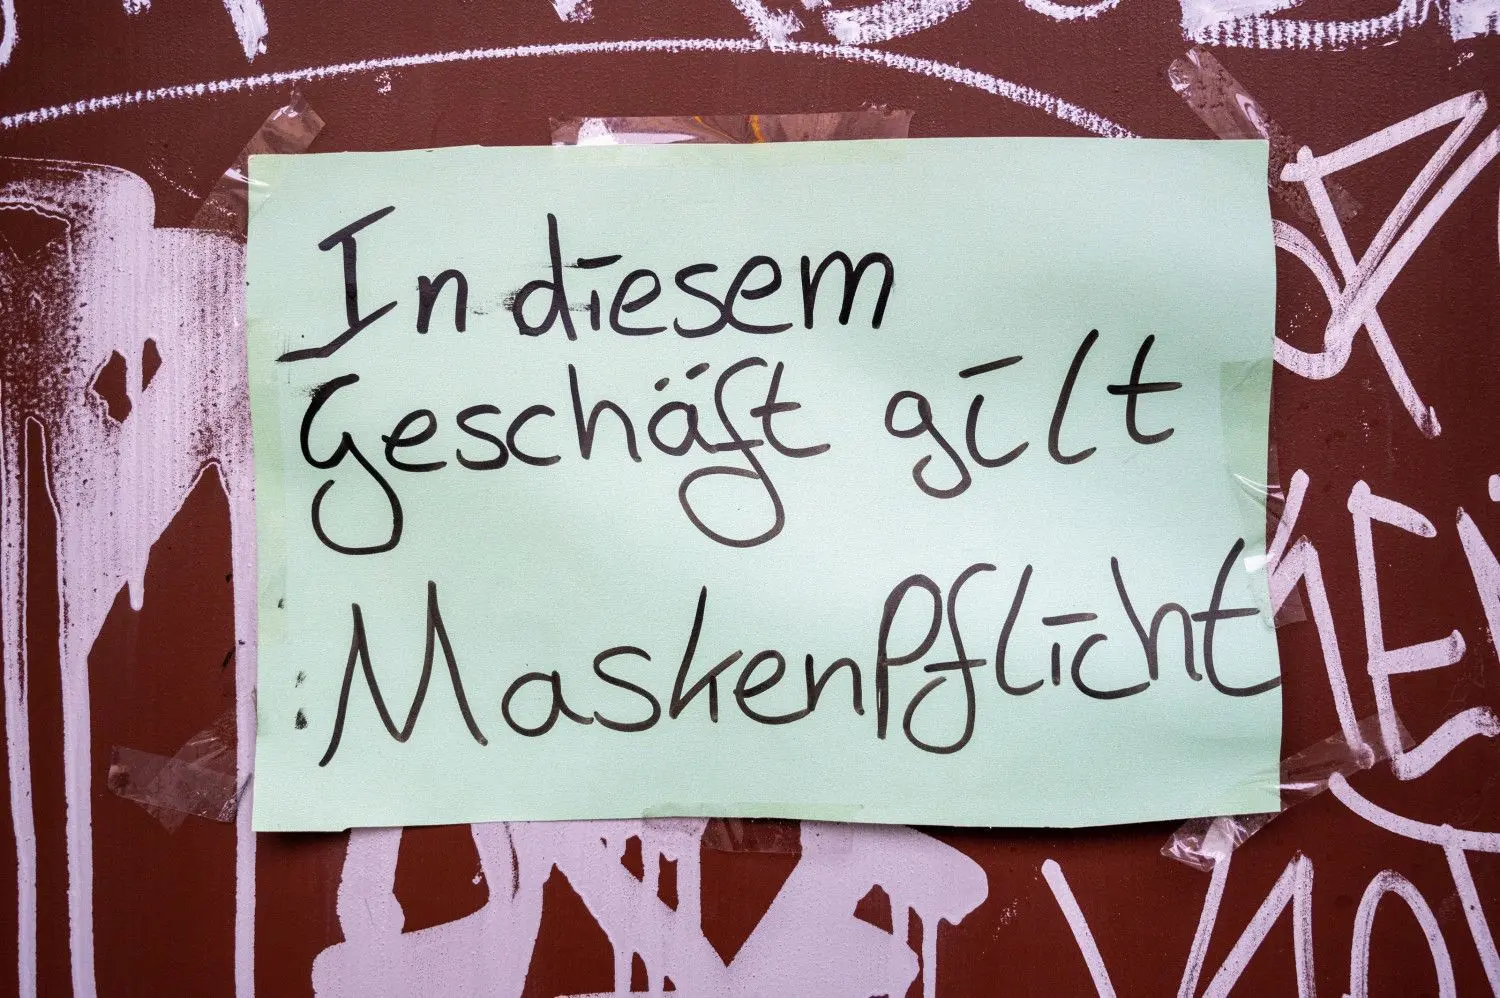 In diesem
Geschäft gilt
MaskenPflicht